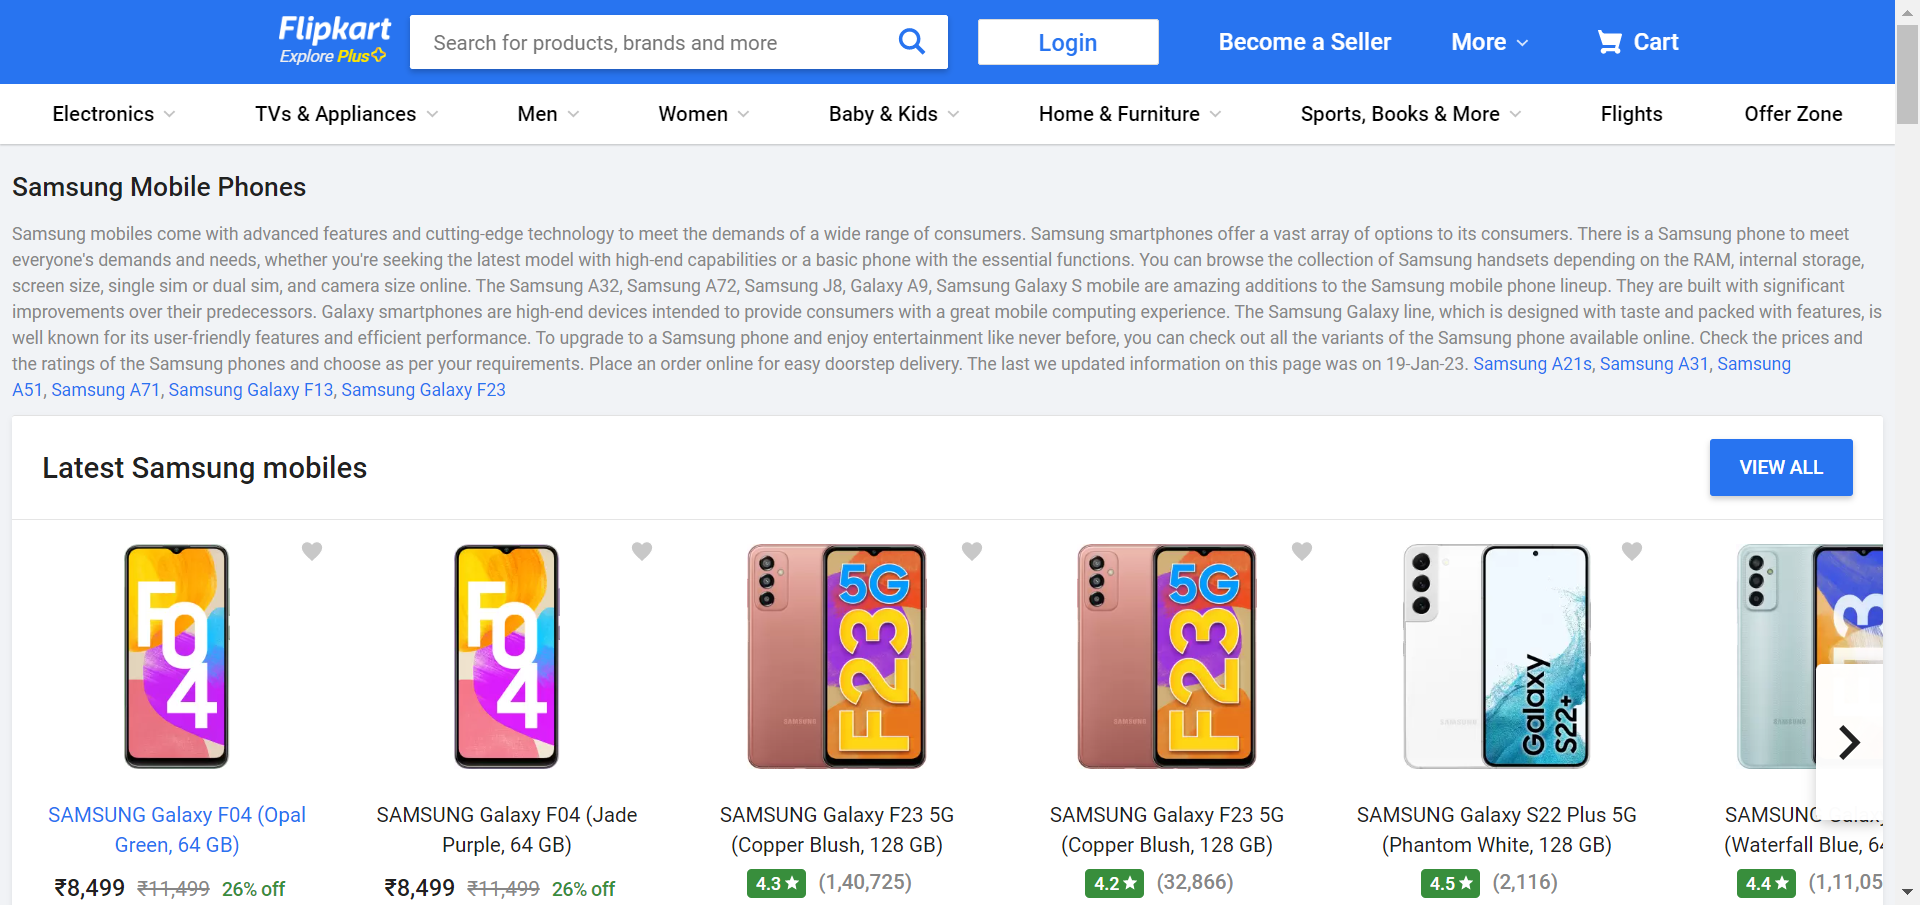 Flipkart
Explore Plus
Search for products, brands and more
Login
Become a Seller
More
Cart
Electronics
TVs & Appliances
Men
Women
Baby & Kids
Home & Furniture
Sports, Books & More
Flights
Offer Zone
Samsung Mobile Phones
Samsung mobiles come with advanced features and cutting-edge technology to meet the demands of a wide range of consumers. Samsung smartphones offer a vast array of options to its consumers. There is a Samsung phone to meet
everyone's demands and needs, whether you're seeking the latest model with high-end capabilities or a basic phone with the essential functions. You can browse the collection of Samsung handsets depending on the RAM, internal storage,
screen size, single sim or dual sim, and camera size online. The Samsung A32, Samsung A72, Samsung J8, Galaxy A9, Samsung Galaxy S mobile are amazing additions to the Samsung mobile phone lineup. They are built with significant
improvements over their predecessors. Galaxy smartphones are high-end devices intended to provide consumers with a great mobile computing experience. The Samsung Galaxy line, which is designed with taste and packed with features, is
well known for its user-friendly features and efficient performance. To upgrade to a Samsung phone and enjoy entertainment like never before, you can check out all the variants of the Samsung phone available online. Check the prices and
the ratings of the Samsung phones and choose as per your requirements. Place an order online for easy doorstep delivery. The last we updated information on this page was on 19-Jan-23. Samsung A21s, Samsung A31, Samsung
A51, Samsung A71, Samsung Galaxy F13, Samsung Galaxy F23
Latest Samsung mobiles
VIEW ALL
F04
F04
SAMSUNG
5G
F23
SAMSUNG
5G
F23
SAMSUNG
Galaxy
S22+
SAMSUNG
SAMSUNG Galaxy F04 (Opal
Green, 64 GB)
₹8,499 ₹11,499 26% off
SAMSUNG Galaxy F04 (Jade
Purple, 64 GB)
₹8,499 ₹11,499 26% off
SAMSUNG Galaxy F23 5G
(Copper Blush, 128 GB)
4.3 (1,40,725)
SAMSUNG Galaxy F23 5G
(Copper Blush, 128 GB)
4.2 (32,866)
SAMSUNG Galaxy S22 Plus 5G
(Phantom White, 128 GB)
4.5 (2,116)
SAMSUNG
(Waterfall Blue,
4.4